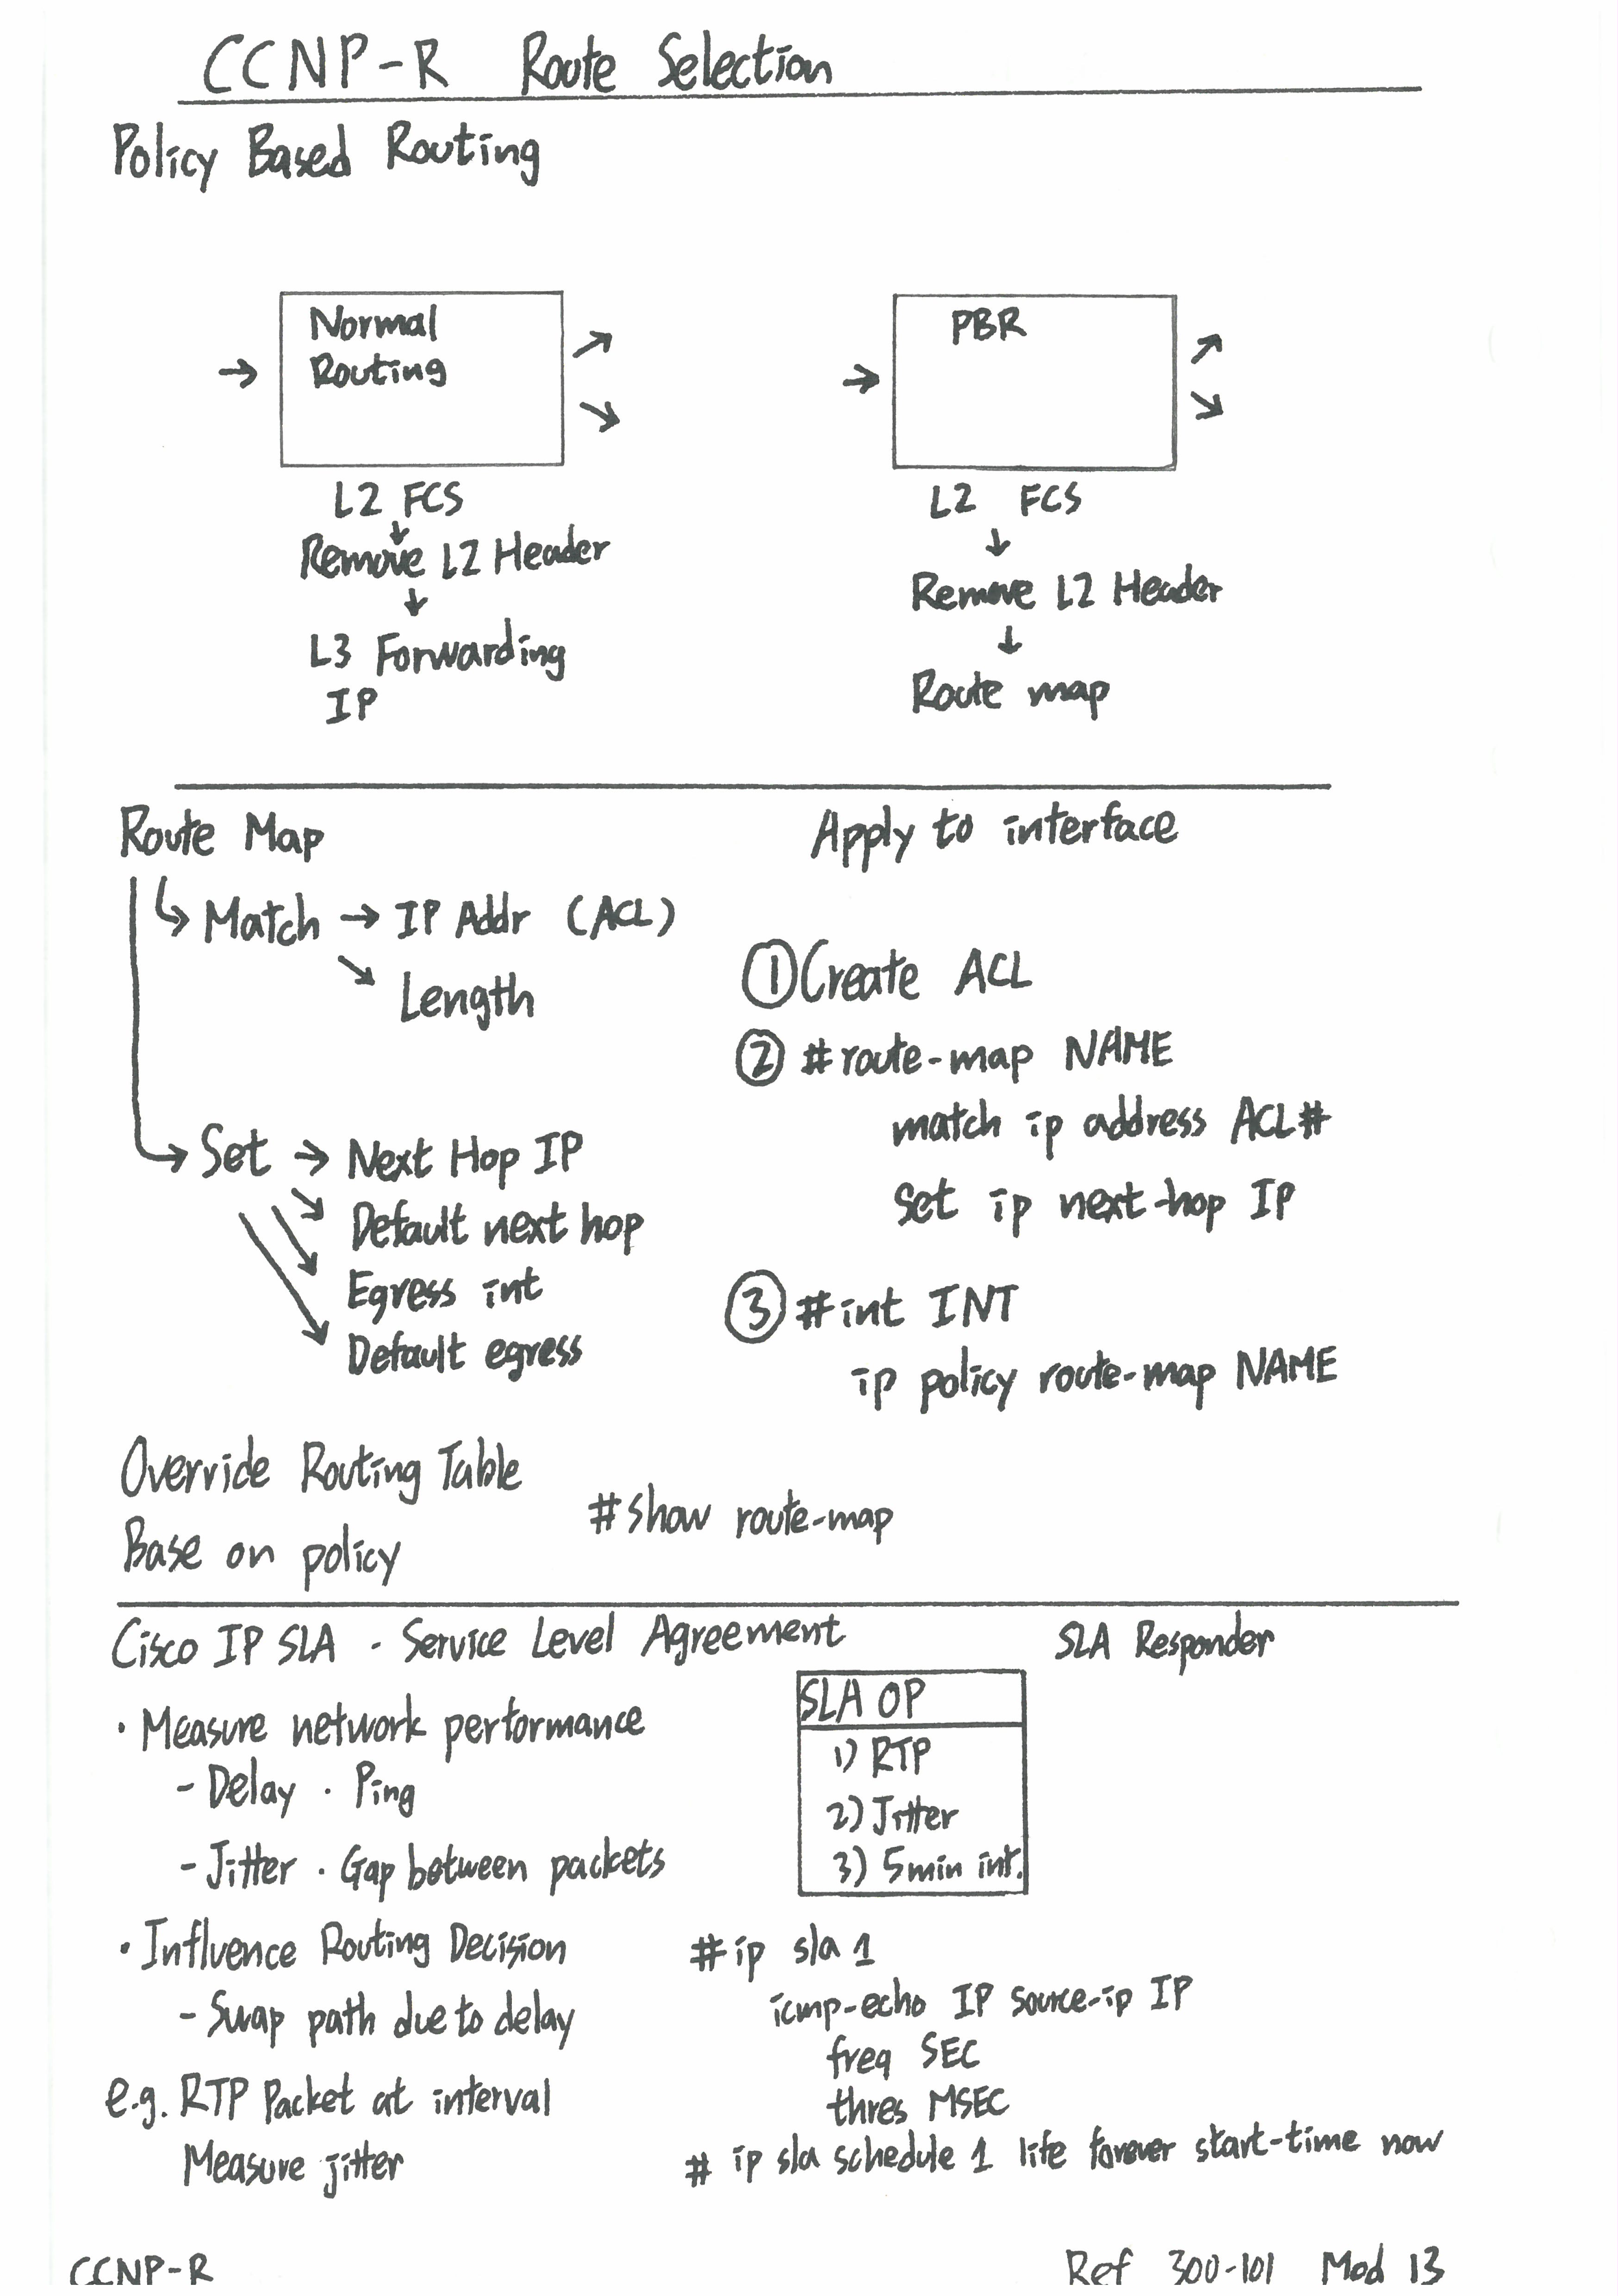 CCNP-R Route Selection
Policy Based Routing
Normal
Routing
L2 FCS
↓
Remove L2 Header
↓
L3 Forwarding
IP
PBR
L2 FCS
↓
Remove L2 Header
↓
Route map
Route Map
Match → IP Addr (ACL)
Length
Set → Next Hop IP
Default next hop
Egress int
Default egress
Override Routing Table
Base on policy
Apply to interface
① Create ACL
② #route-map NAME
match ip address ACL#
set ip next-hop IP
③ #int INT
ip policy route-map NAME
#show route-map
Cisco IP SLA - Service Level Agreement
· Measure network performance
- Delay · Ping
- Jitter · Gap between packets
· Influence Routing Decision
- Swap path due to delay
e.g. RTP Packet at interval
Measure jitter
SLA Responder
SLA OP
1) RTP
2) Jitter
3) 5min int.
#ip sla 1
icmp-echo IP source-ip IP
freq SEC
thres MSEC
# ip sla schedule 1 life forever start-time now
CCNP-R
Ref 300-101 Mod 13